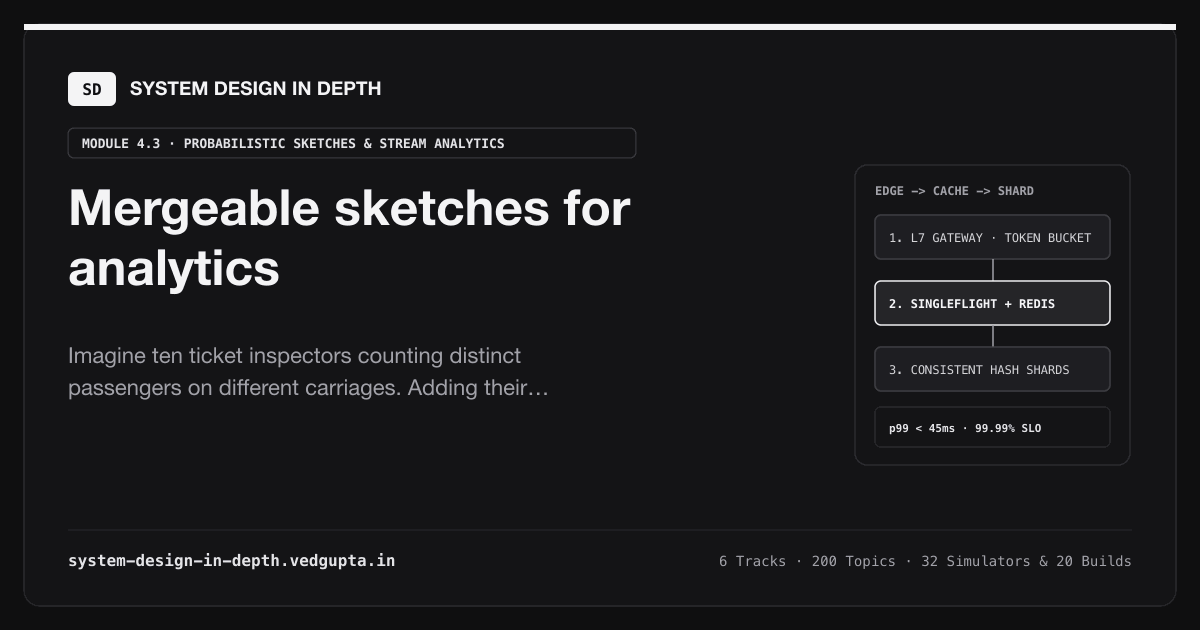 SD SYSTEM DESIGN IN DEPTH
MODULE 4.3 · PROBABILISTIC SKETCHES & STREAM ANALYTICS
Mergeable sketches for
analytics
Imagine ten ticket inspectors counting distinct
passengers on different carriages. Adding their…
EDGE -> CACHE -> SHARD
1. L7 GATEWAY · TOKEN BUCKET
2. SINGLEFLIGHT + REDIS
3. CONSISTENT HASH SHARDS
p99 < 45ms · 99.99% SLO
system-design-in-depth.vedgupta.in
6 Tracks · 200 Topics · 32 Simulators & 20 Builds